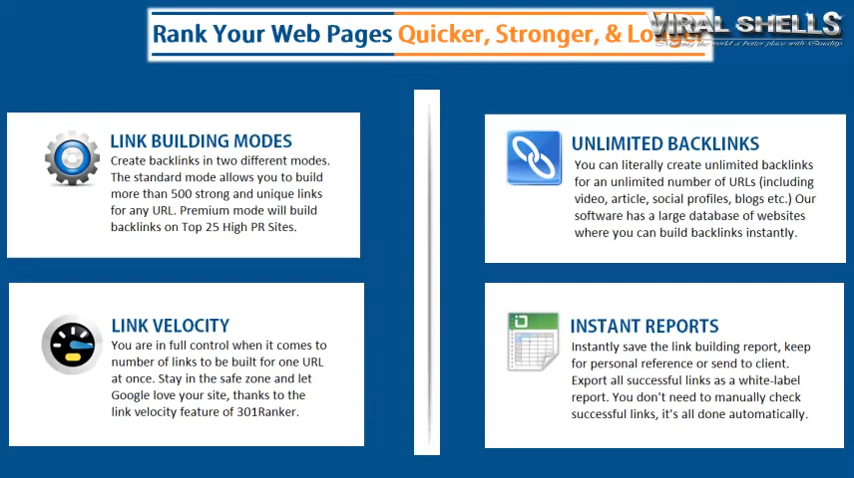 Rank Your Web Pages Quicker, Stronger, & Longer
VIRAL SHELLS
Making the world a better place with Quality
LINK BUILDING MODES
Create backlinks in two different modes.
The standard mode allows you to build
more than 500 strong and unique links
for any URL. Premium mode will build
backlinks on Top 25 High PR Sites.
UNLIMITED BACKLINKS
You can literally create unlimited backlinks
for an unlimited number of URLs (including
video, article, social profiles, blogs etc.) Our
software has a large database of websites
where you can build backlinks instantly.
LINK VELOCITY
You are in full control when it comes to
number of links to be built for one URL
at once. Stay in the safe zone and let
Google love your site, thanks to the
link velocity feature of 301Ranker.
INSTANT REPORTS
Instantly save the link building report, keep
for personal reference or send to client.
Export all successful links as a white-label
report. You don't need to manually check
successful links, it's all done automatically.